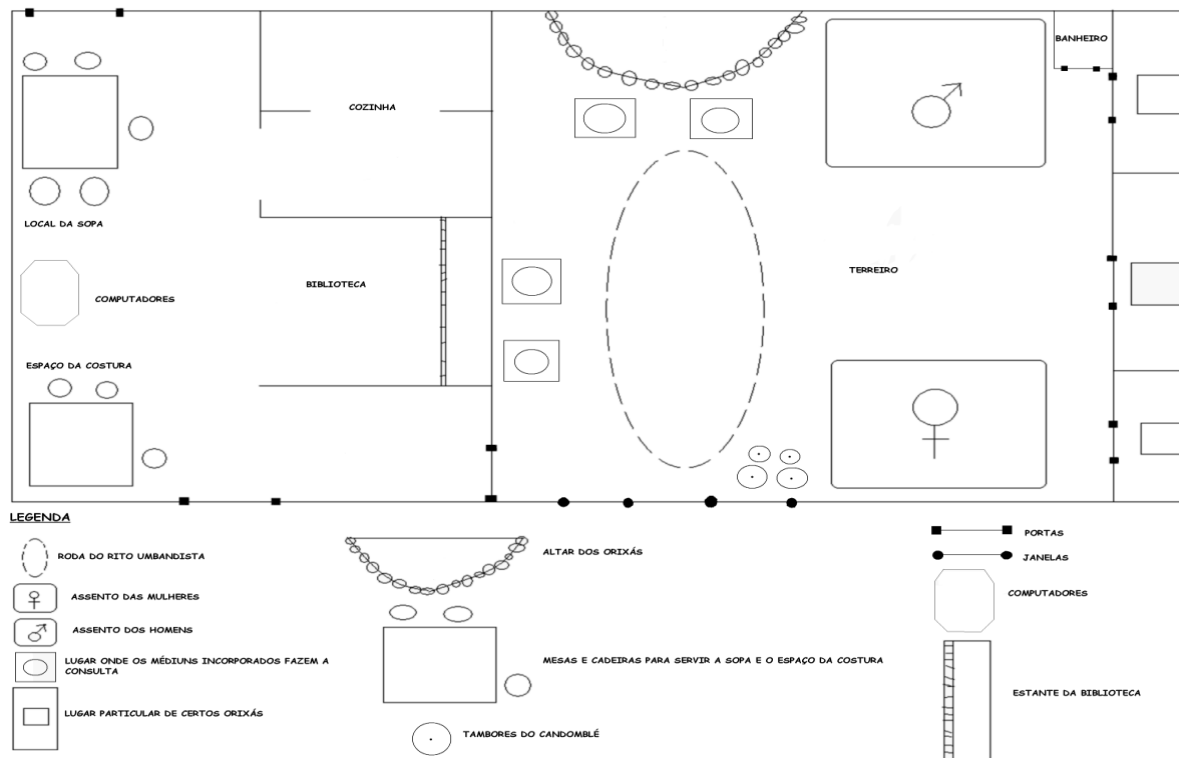 BANHEIRO
COZINHA
LOCAL DA SOPA
TERREIRO
BIBLIOTECA
COMPUTADORES
ESPAÇO DA COSTURA
LEGENDA
RODA DO RITO UMBANDISTA
ASSENTO DAS MULHERES
ASSENTO DOS HOMENS
LUGAR ONDE OS MÉDIUNS INCORPORADOS FAZEM A
CONSULTA
LUGAR PARTICULAR DE CERTOS ORIXÁS
ALTAR DOS ORIXÁS
MESAS E CADEIRAS PARA SERVIR A SOPA E O ESPAÇO DA COSTURA
TAMBORES DO CANDOMBLÉ
PORTAS
JANELAS
COMPUTADORES
ESTANTE DA BIBLIOTECA